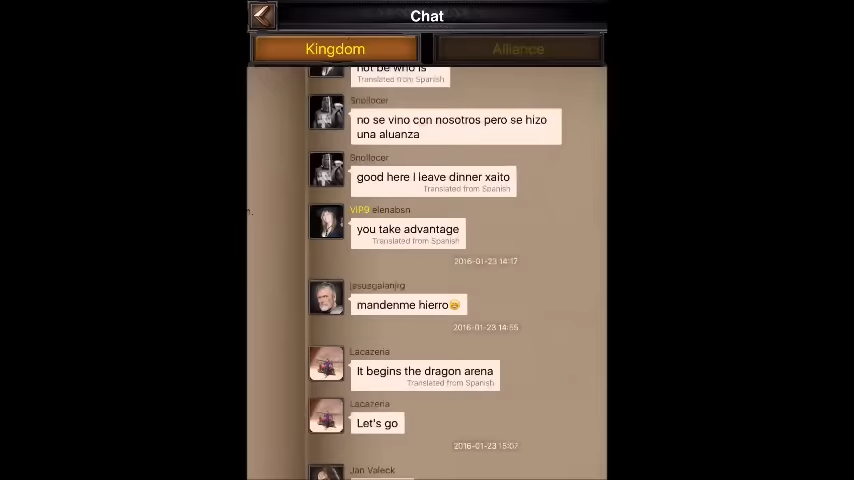 Chat
Kingdom
Alliance
not be who is
Translated from Spanish
Snollocer
no se vino con nosotros pero se hizo
una aluanza
Snollocer
good here I leave dinner xaito
Translated from Spanish
VIP9 elenabsn
you take advantage
Translated from Spanish
2016-01-23 14:17
jesusgalanjrg
mandenme hierro
2016-01-23 14:55
Lacazeria
It begins the dragon arena
Translated from Spanish
Lacazeria
Let's go
2016-01-23 15:07
Jan Valeck